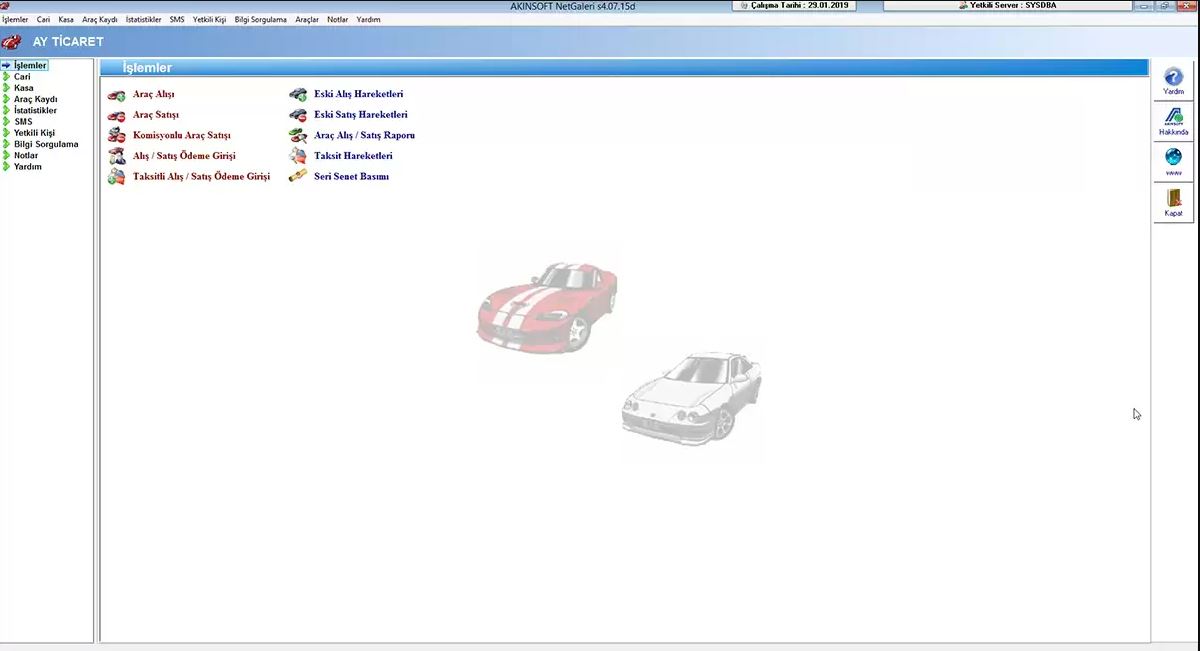 AKINSOFT NetGaleri s4.07.15d
Çalışma Tarihi : 29.01.2019
Yetkili Server : SYSDBA
İşlemler Cari Kasa Araç Kaydı İstatistikler SMS Yetkili Kişi Bilgi Sorgulama Araçlar Notlar Yardım
AY TİCARET
İşlemler
Cari
Kasa
Araç Kaydı
İstatistikler
SMS
Yetkili Kişi
Bilgi Sorgulama
Notlar
Yardım
İşlemler
Araç Alışı
Araç Satışı
Komisyonlu Araç Satışı
Alış / Satış Ödeme Girişi
Taksitli Alış / Satış Ödeme Girişi
Eski Alış Hareketleri
Eski Satış Hareketleri
Araç Alış / Satış Raporu
Taksit Hareketleri
Seri Senet Basımı
Yardım
AKINSOFT
Hakkında
www
Kapat